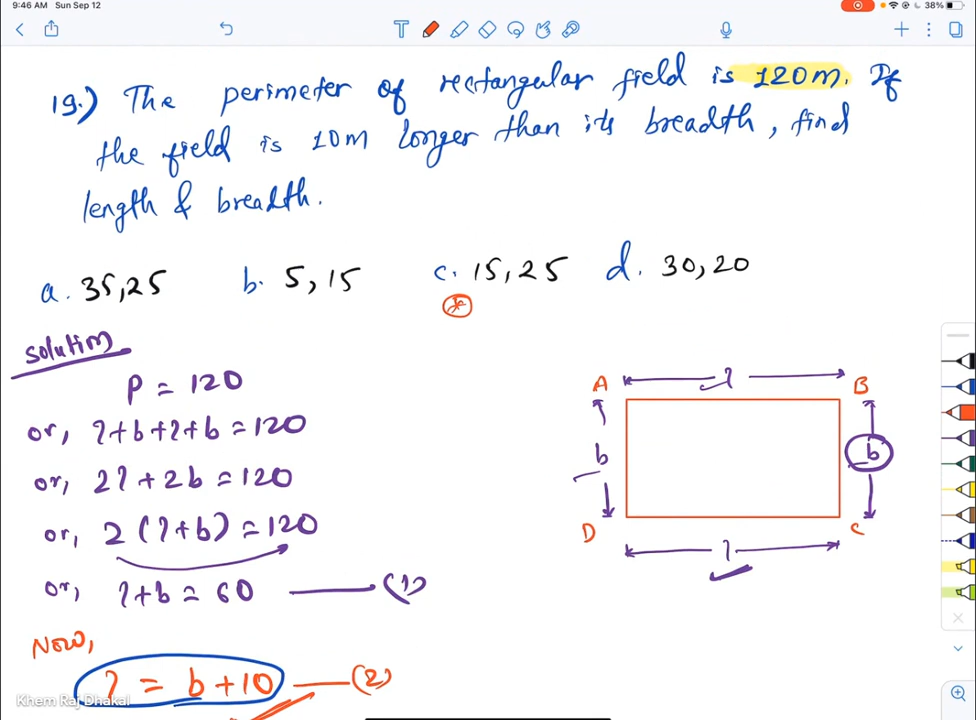 9:46 AM Sun Sep 12
38%
19.) The perimeter of rectangular field is 120m. If
the field is 10m longer than its breadth, find
length & breadth.
a. 35,25 b. 5, 15 c. 15, 25 d. 30, 20
Solution
P = 120
or, l+b+l+b = 120
or, 2l + 2b = 120
or, 2 (l+b) = 120
or, l+b = 60 (1)
Now,
l = b+10 (2)
A l B
b b
D l C
Khem Raj Dhakal